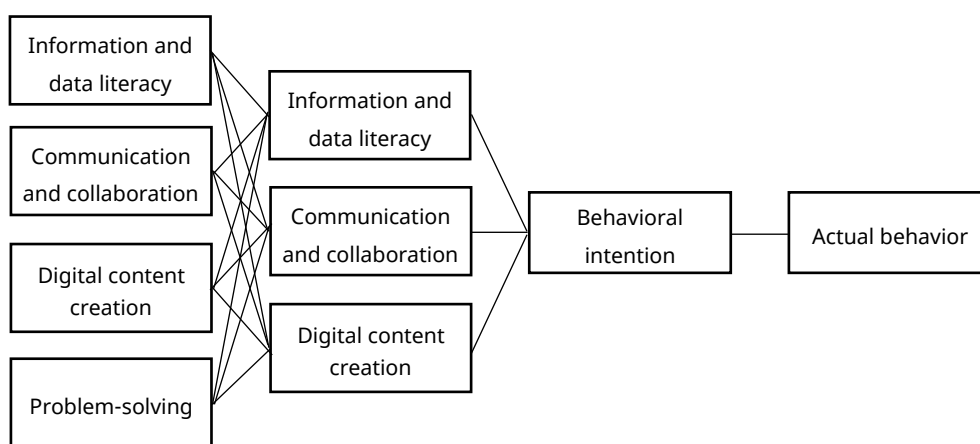 Information and
data literacy
Communication
and collaboration
Digital content
creation
Problem-solving
Information and
data literacy
Communication
and collaboration
Digital content
creation
Behavioral
intention
Actual behavior